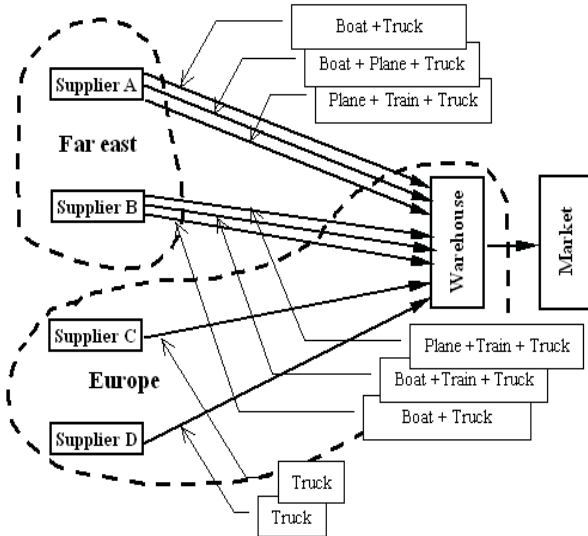 Boat +Truck
Boat + Plane + Truck
Plane + Train + Truck
Supplier A
Far east
Supplier B
Warehouse
Market
Supplier C
Europe
Supplier D
Plane +Train + Truck
Boat +Train + Truck
Boat + Truck
Truck
Truck